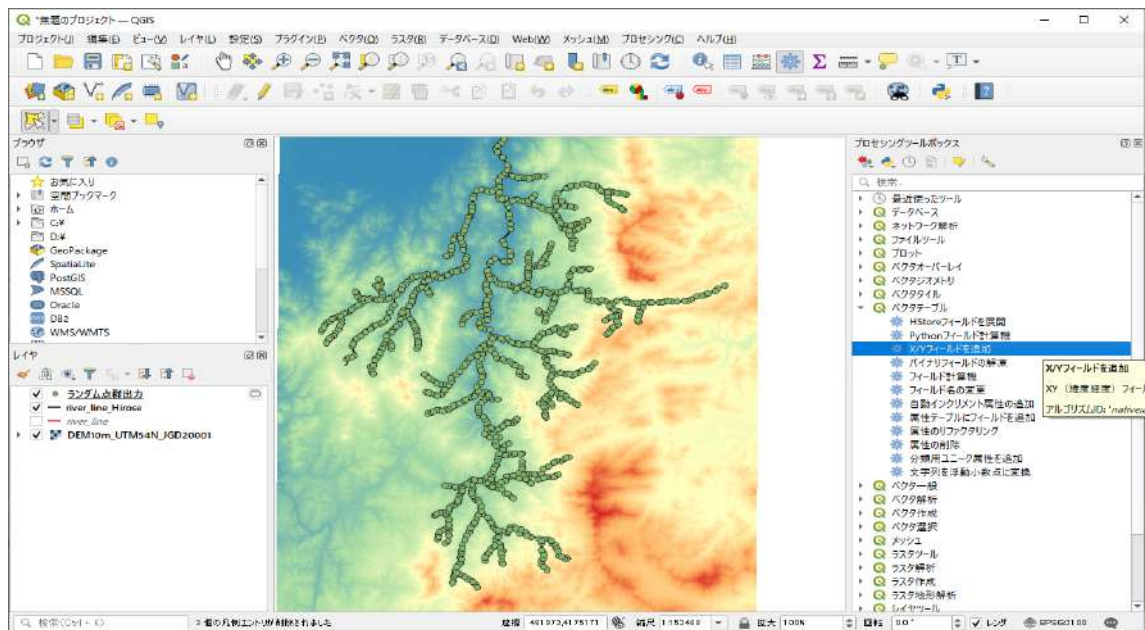 *無題のプロジェクト — QGIS
プロジェクト(J) 編集(E) ビュー(V) レイヤ(L) 設定(S) プラグイン(P) ベクタ(O) ラスタ(R) データベース(D) Web(W) メッシュ(M) プロセシング(C) ヘルプ(H)
ブラウザ
お気に入り
空間ブックマーク
ホーム
C:¥
D:¥
GeoPackage
SpatiaLite
PostGIS
MSSQL
Oracle
DB2
WMS/WMTS
レイヤ
ランダム点群出力
river_line_Hirose
river_line
DEM10m_UTM54N_JGD20001
プロセシングツールボックス
検索...
最近使ったツール
データベース
ネットワーク解析
ファイルツール
プロット
ベクタオーバーレイ
ベクタジオメトリ
ベクタタイル
ベクタテーブル
HStoreフィールドを展開
Pythonフィールド計算機
X/Yフィールドを追加
バイナリフィールドの解凍
フィールド計算機
フィールド名の変更
自動インクリメント属性の追加
属性テーブルにフィールドを追加
属性のリファクタリング
属性の削除
分類用ユニーク属性を追加
文字列を浮動小数点に変換
ベクタ一般
ベクタ解析
ベクタ作成
ベクタ選択
メッシュ
ラスタツール
ラスタ解析
ラスタ作成
ラスタ地形解析
レイヤツール
X/Yフィールドを追加
XY（緯度経度）フィー
アルゴリズムID: 'native:
検索(Ctrl + K)
2 個の凡例エントリが削除されました
座標
縮尺
拡大 100%
回転 0.0 °
レンダ
EPSG:3100